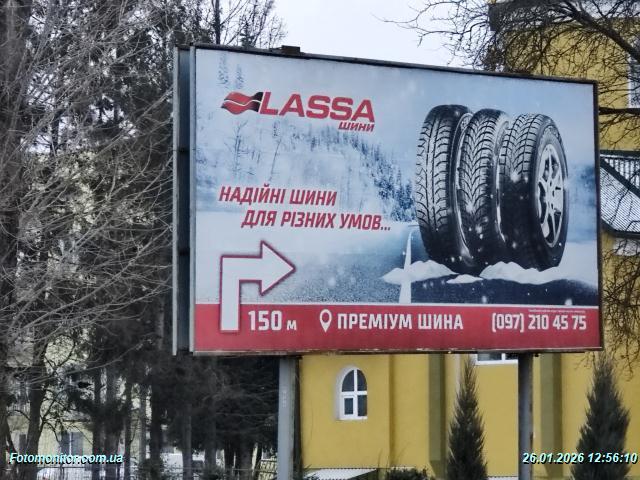 LASSA
ШИНИ
НАДІЙНІ ШИНИ
ДЛЯ РІЗНИХ УМОВ...
150 м
ПРЕМІУМ ШИНА
(097) 210 45 75
Fotomonitor.com.ua
26.01.2026 12:56:10